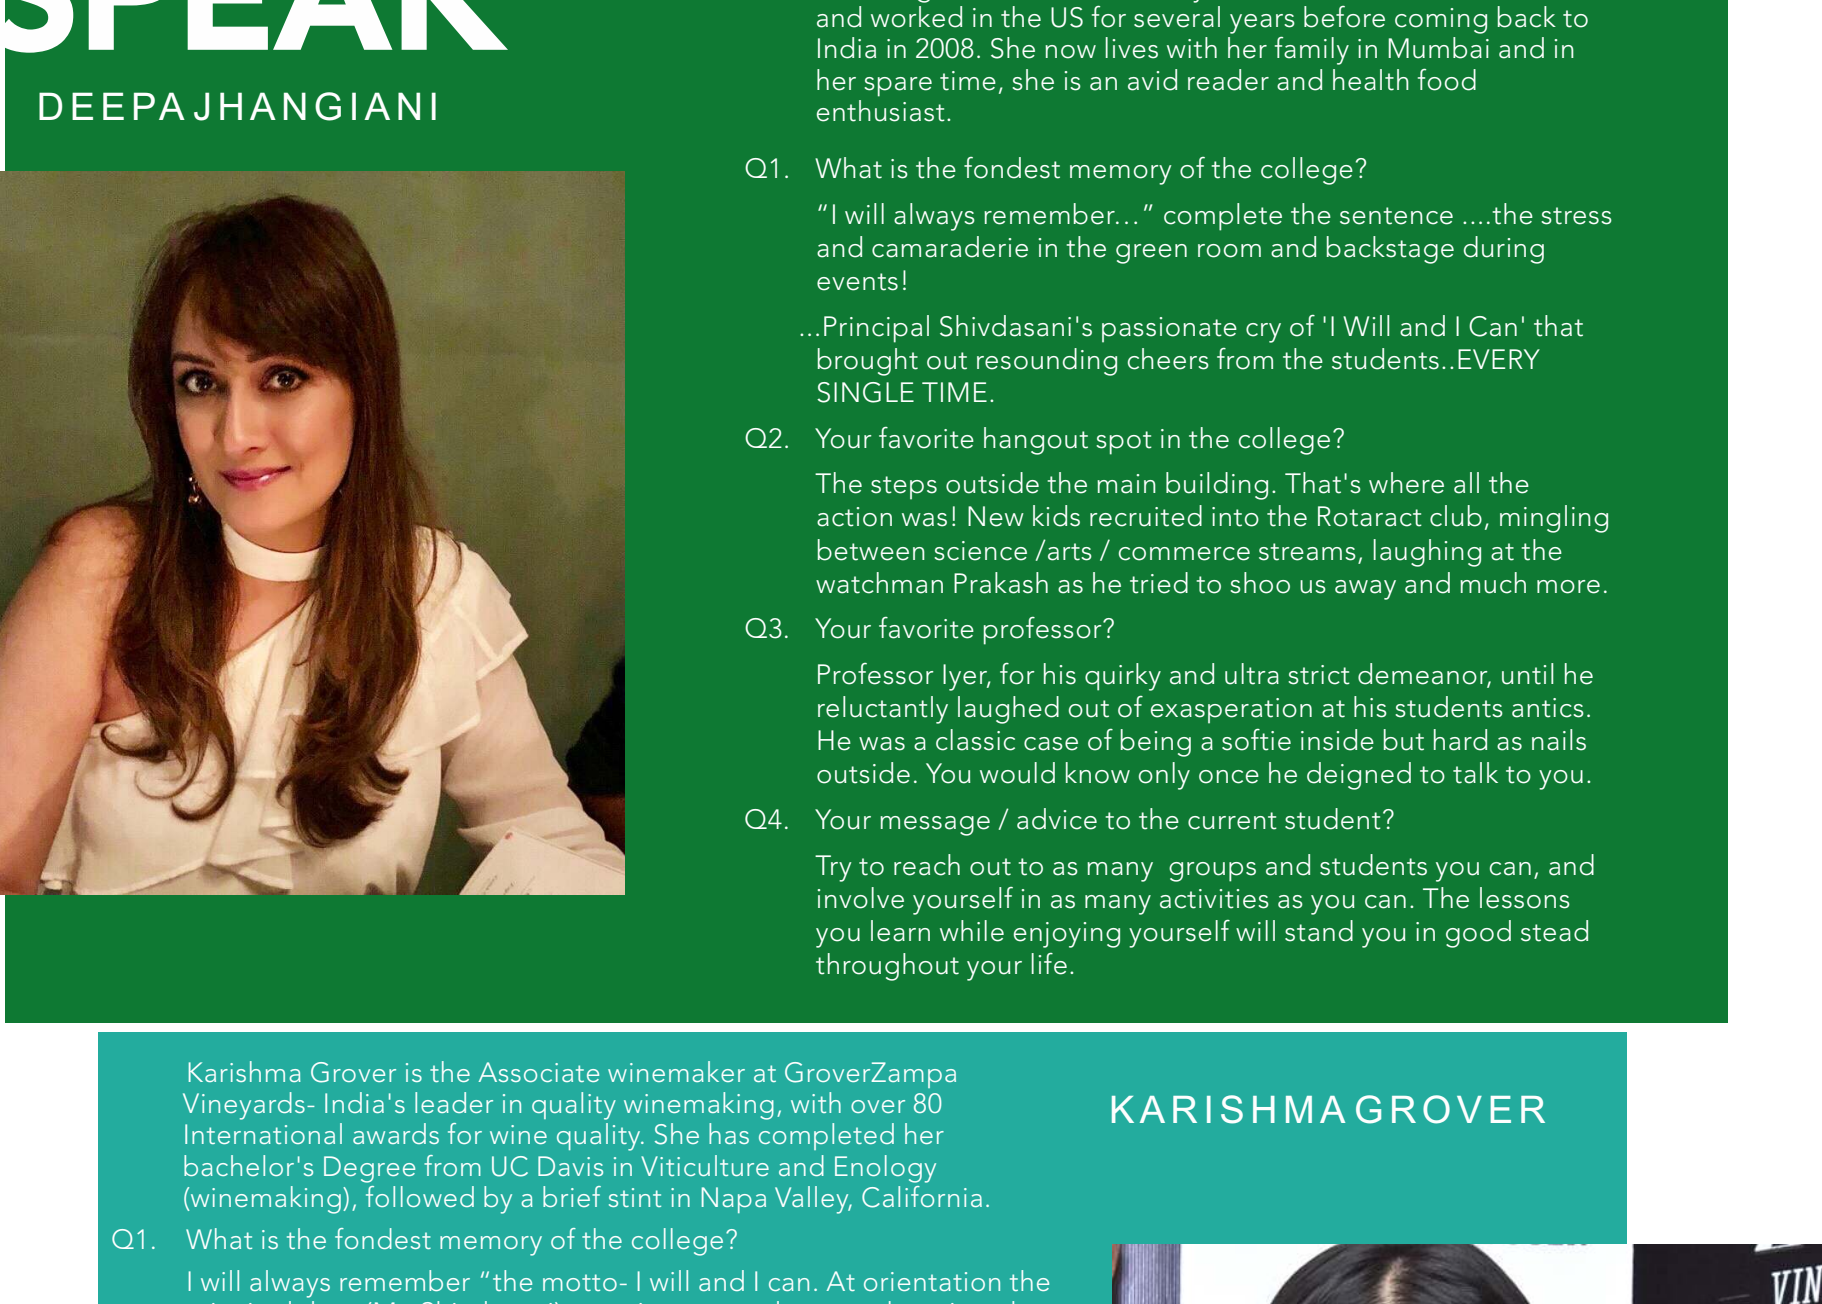 SPEAK
DEEPA JHANGIANI
and worked in the US for several years before coming back to
India in 2008. She now lives with her family in Mumbai and in
her spare time, she is an avid reader and health food
enthusiast.
Q1. What is the fondest memory of the college?
“I will always remember…” complete the sentence ....the stress
and camaraderie in the green room and backstage during
events!
...Principal Shivdasani's passionate cry of 'I Will and I Can' that
brought out resounding cheers from the students..EVERY
SINGLE TIME.
Q2. Your favorite hangout spot in the college?
The steps outside the main building. That's where all the
action was! New kids recruited into the Rotaract club, mingling
between science /arts / commerce streams, laughing at the
watchman Prakash as he tried to shoo us away and much more.
Q3. Your favorite professor?
Professor Iyer, for his quirky and ultra strict demeanor, until he
reluctantly laughed out of exasperation at his students antics.
He was a classic case of being a softie inside but hard as nails
outside. You would know only once he deigned to talk to you.
Q4. Your message / advice to the current student?
Try to reach out to as many  groups and students you can, and
involve yourself in as many activities as you can. The lessons
you learn while enjoying yourself will stand you in good stead
throughout your life.
Karishma Grover is the Associate winemaker at GroverZampa
Vineyards- India's leader in quality winemaking, with over 80
International awards for wine quality. She has completed her
bachelor's Degree from UC Davis in Viticulture and Enology
(winemaking), followed by a brief stint in Napa Valley, California.
KARISHMA GROVER
Q1. What is the fondest memory of the college?
I will always remember “the motto- I will and I can. At orientation the
VIN